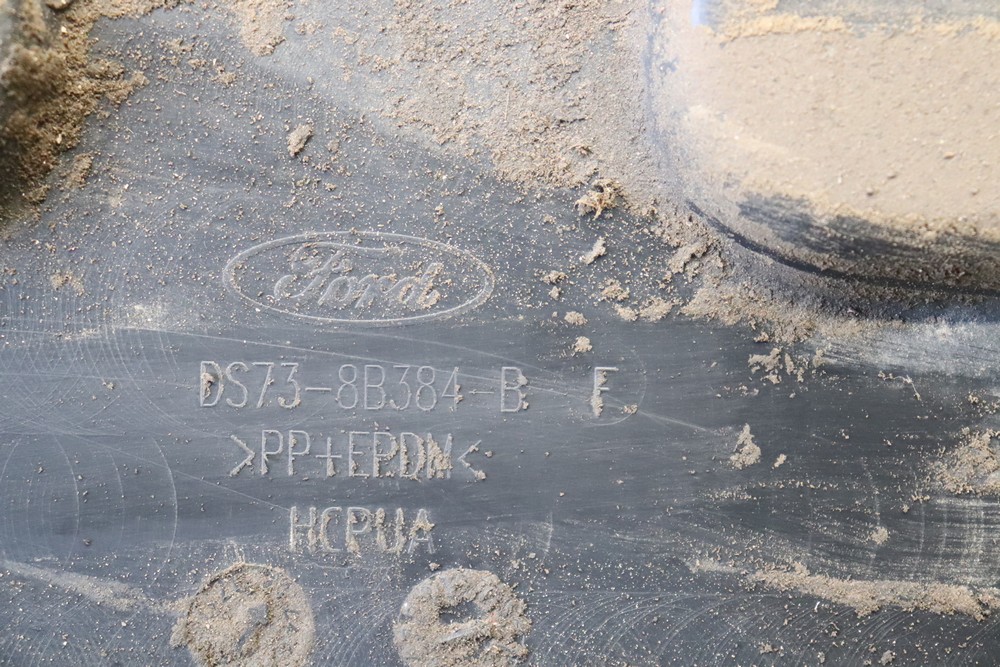 Ford
DS73-8B384-B F
>PP+EPDM<
HCPUA